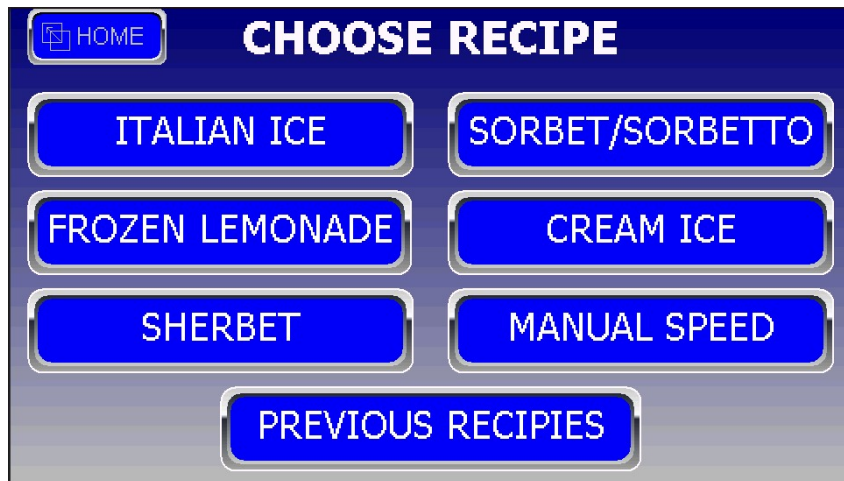 HOME
CHOOSE RECIPE
ITALIAN ICE
SORBET/SORBETTO
FROZEN LEMONADE
CREAM ICE
SHERBET
MANUAL SPEED
PREVIOUS RECIPIES